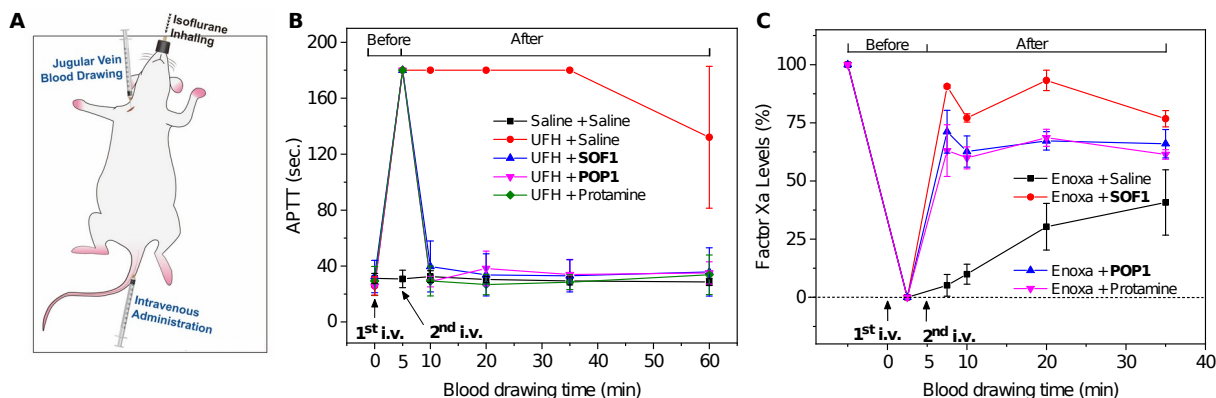 A
Isoflurane
Inhaling
Jugular Vein
Blood Drawing
Intravenous
Administration
B
Before
After
APTT (sec.)
200
160
120
80
40
0
Saline + Saline
UFH + Saline
UFH + SOF1
UFH + POP1
UFH + Protamine
1st i.v.
2nd i.v.
0 5 10 20 30 40 50 60
Blood drawing time (min)
C
Before
After
Factor Xa Levels (%)
100
75
50
25
0
Enoxa + Saline
Enoxa + SOF1
Enoxa + POP1
Enoxa + Protamine
1st i.v.
2nd i.v.
0 5 10 20 30 40
Blood drawing time (min)